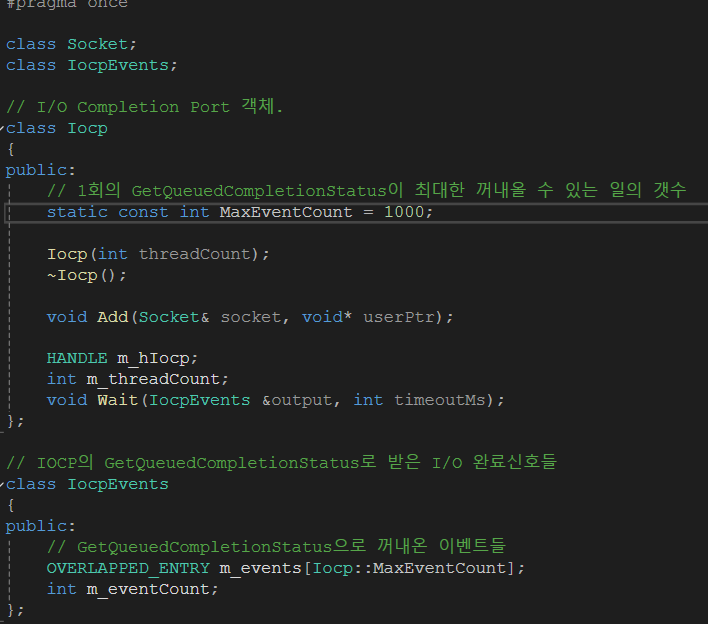 #pragma once
class Socket;
class IocpEvents;
// I/O Completion Port 객체.
class Iocp
{
public:
// 1회의 GetQueuedCompletionStatus이 최대한 꺼내올 수 있는 일의 갯수
static const int MaxEventCount = 1000;
Iocp(int threadCount);
~Iocp();
void Add(Socket& socket, void* userPtr);
HANDLE m_hIocp;
int m_threadCount;
void Wait(IocpEvents &output, int timeoutMs);
};
// IOCP의 GetQueuedCompletionStatus로 받은 I/O 완료신호들
class IocpEvents
{
public:
// GetQueuedCompletionStatus으로 꺼내온 이벤트들
OVERLAPPED_ENTRY m_events[Iocp::MaxEventCount];
int m_eventCount;
};